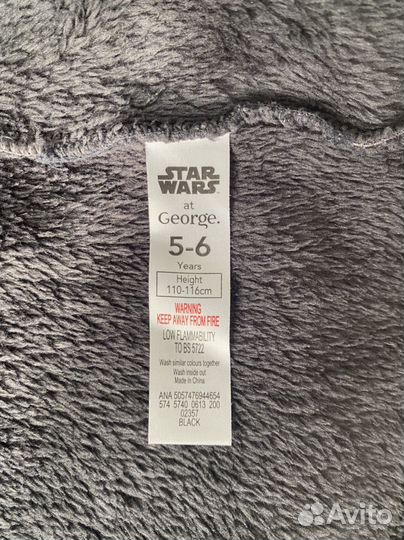 STAR
WARS
at
George.
5-6
Years
Height
110-116cm
WARNING
KEEP AWAY FROM FIRE
LOW FLAMMABILITY
TO BS 5722
Wash similar colours together
Wash inside out
Made in China
ANA 5057476944654
574 5740 0613 200
02357
BLACK
Avito